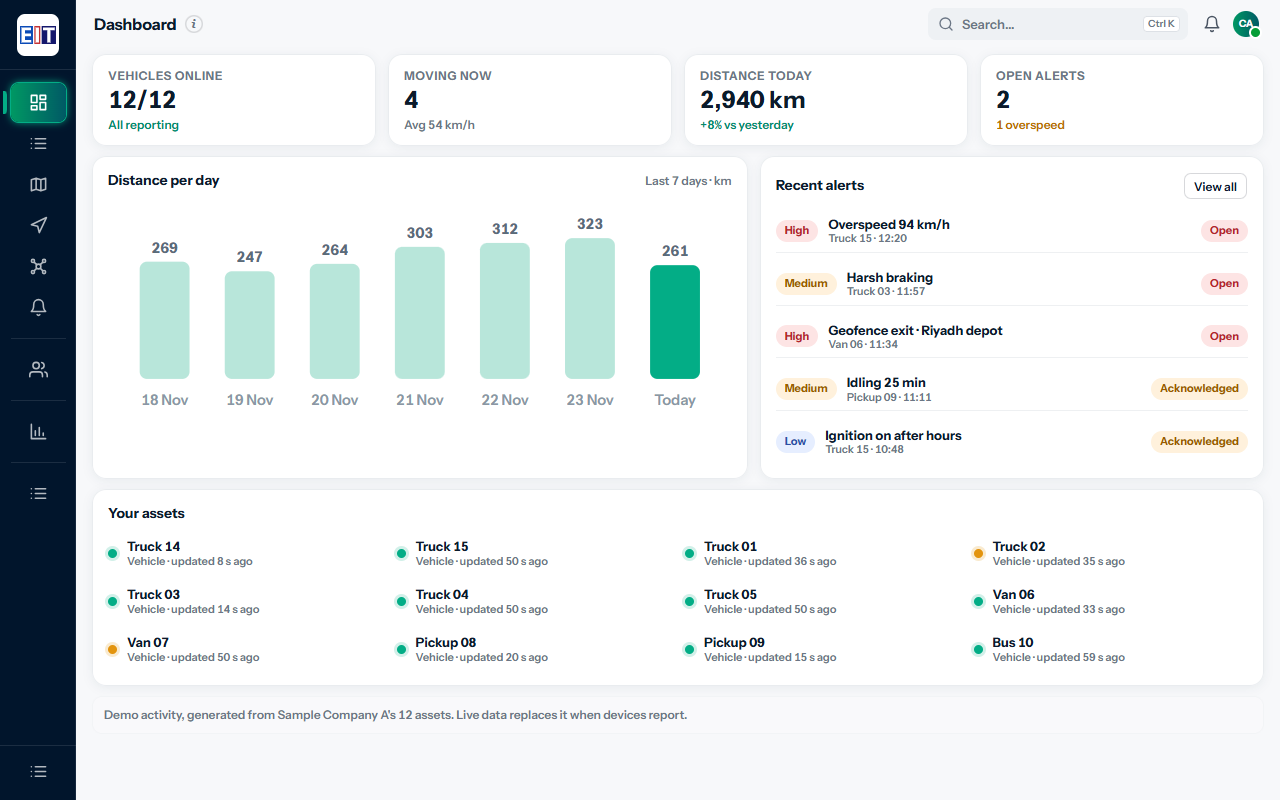 EIT
Dashboard i
Search... Ctrl K
CA
VEHICLES ONLINE
12/12
All reporting
MOVING NOW
4
Avg 54 km/h
DISTANCE TODAY
2,940 km
+8% vs yesterday
OPEN ALERTS
2
1 overspeed
Distance per day
Last 7 days · km
269 247 264 303 312 323 261
18 Nov 19 Nov 20 Nov 21 Nov 22 Nov 23 Nov Today
Recent alerts
View all
High Overspeed 94 km/h Open
Truck 15 · 12:20
Medium Harsh braking Open
Truck 03 · 11:57
High Geofence exit · Riyadh depot Open
Van 06 · 11:34
Medium Idling 25 min Acknowledged
Pickup 09 · 11:11
Low Ignition on after hours Acknowledged
Truck 15 · 10:48
Your assets
Truck 14
Vehicle · updated 8 s ago
Truck 15
Vehicle · updated 50 s ago
Truck 01
Vehicle · updated 36 s ago
Truck 02
Vehicle · updated 35 s ago
Truck 03
Vehicle · updated 14 s ago
Truck 04
Vehicle · updated 50 s ago
Truck 05
Vehicle · updated 50 s ago
Van 06
Vehicle · updated 33 s ago
Van 07
Vehicle · updated 50 s ago
Pickup 08
Vehicle · updated 20 s ago
Pickup 09
Vehicle · updated 15 s ago
Bus 10
Vehicle · updated 59 s ago
Demo activity, generated from Sample Company A's 12 assets. Live data replaces it when devices report.